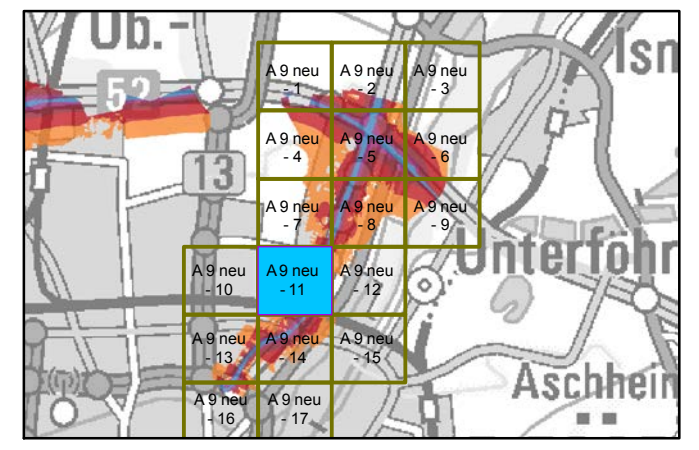 Ob.-
Isn
52
A 9 neu
- 1
A 9 neu
- 2
A 9 neu
- 3
A 9 neu
- 4
A 9 neu
- 5
A 9 neu
- 6
13
A 9 neu
- 7
A 9 neu
- 8
A 9 neu
- 9
Unterföhr
A 9 neu
- 10
A 9 neu
- 11
A 9 neu
- 12
A 9 neu
- 13
A 9 neu
- 14
A 9 neu
- 15
Aschhein
A 9 neu
- 16
A 9 neu
- 17